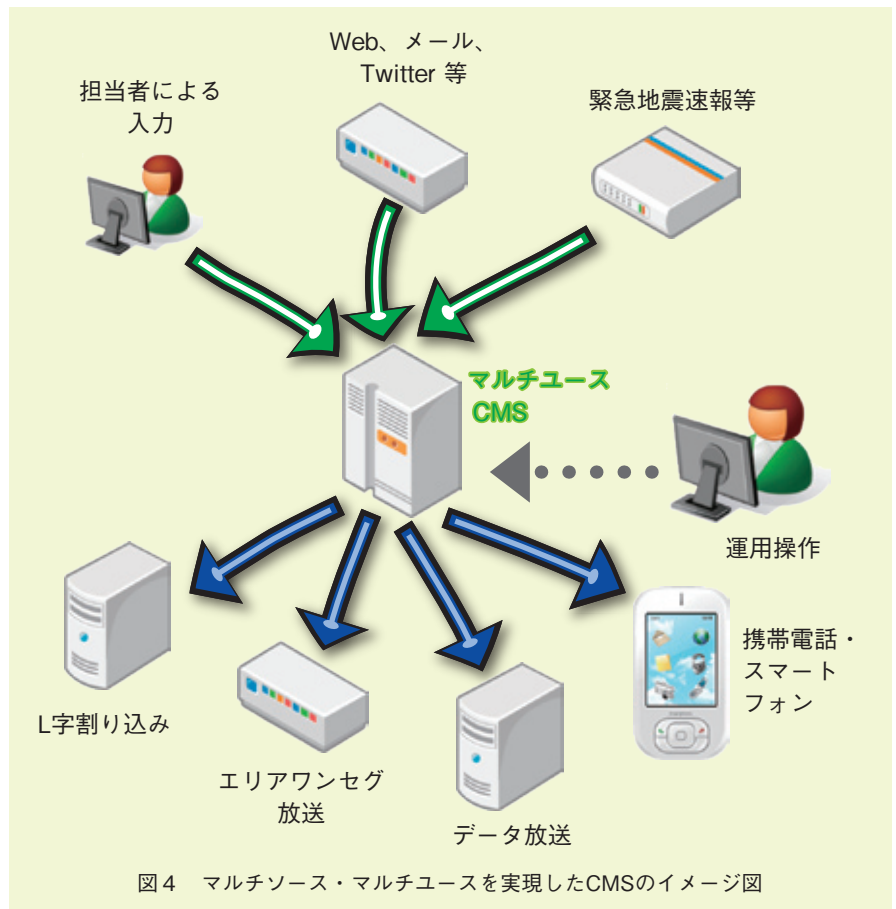 Web、メール、
Twitter 等
担当者による
入力
緊急地震速報等
マルチユース
CMS
運用操作
携帯電話・
スマート
フォン
L字割り込み
エリアワンセグ
放送
データ放送
図４　マルチソース・マルチユースを実現したCMSのイメージ図